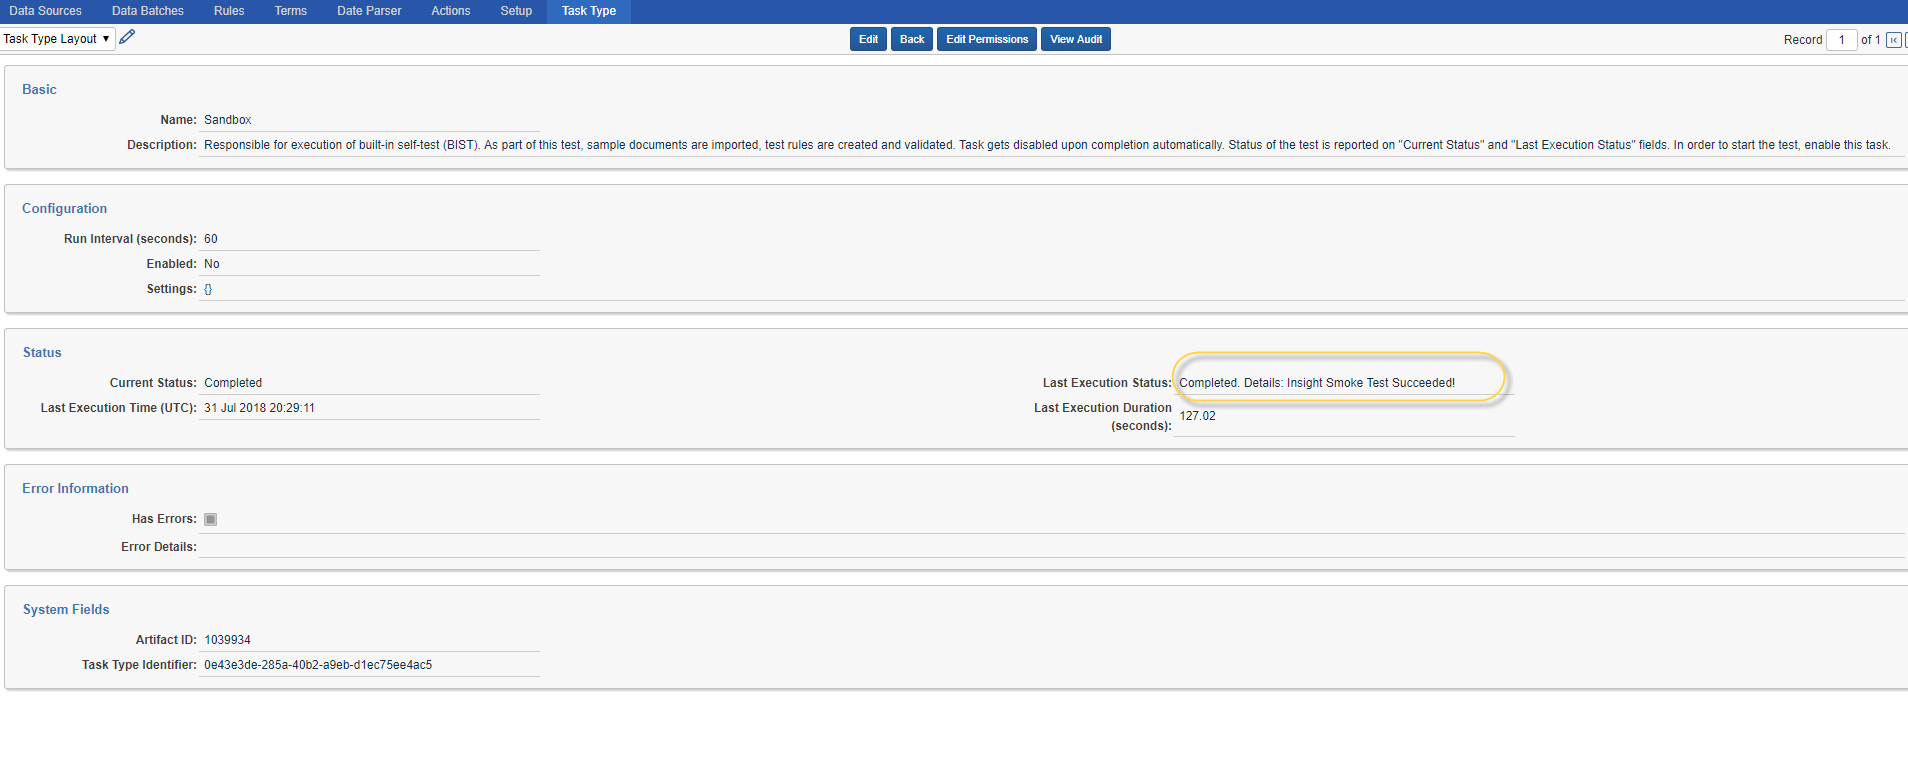 Data Sources Data Batches Rules Terms Date Parser Actions Setup Task Type
Task Type Layout Edit Back Edit Permissions View Audit Record 1 of 1
Basic
Name: Sandbox
Description: Responsible for execution of built-in self-test (BIST). As part of this test, sample documents are imported, test rules are created and validated. Task gets disabled upon completion automatically. Status of the test is reported on "Current Status" and "Last Execution Status" fields. In order to start the test, enable this task.
Configuration
Run Interval (seconds): 60
Enabled: No
Settings: {}
Status
Current Status: Completed Last Execution Status: Completed. Details: Insight Smoke Test Succeeded!
Last Execution Time (UTC): 31 Jul 2018 20:29:11 Last Execution Duration
(seconds): 127.02
Error Information
Has Errors:
Error Details:
System Fields
Artifact ID: 1039934
Task Type Identifier: 0e43e3de-285a-40b2-a9eb-d1ec75ee4ac5